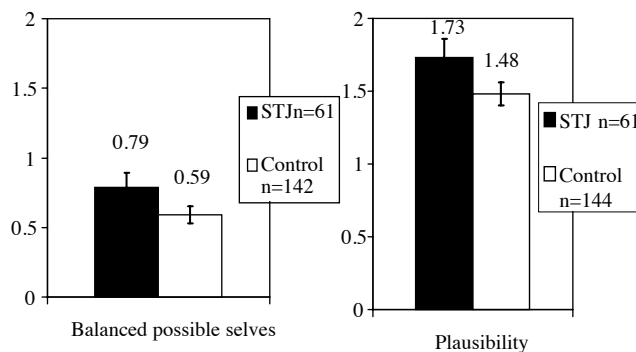 2
1.5
1
0.5
0
0.79
0.59
STJn=61
Control
n=142
Balanced possible selves
2
1.5
1
0.5
0
1.73
1.48
STJ n=61
Control
n=144
Plausibility